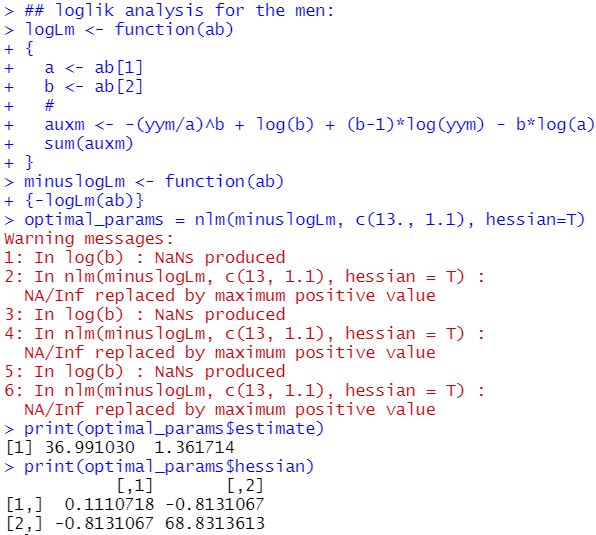 > ## loglik analysis for the men:
> logLm <- function(ab)
+ {
+   a <- ab[1]
+   b <- ab[2]
+   #
+   auxm <- -(yym/a)^b + log(b) + (b-1)*log(yym) - b*log(a)
+   sum(auxm)
+ }
> minuslogLm <- function(ab)
+ {-logLm(ab)}
> optimal_params = nlm(minuslogLm, c(13., 1.1), hessian=T)
Warning messages:
1: In log(b) : NaNs produced
2: In nlm(minuslogLm, c(13, 1.1), hessian = T) :
  NA/Inf replaced by maximum positive value
3: In log(b) : NaNs produced
4: In nlm(minuslogLm, c(13, 1.1), hessian = T) :
  NA/Inf replaced by maximum positive value
5: In log(b) : NaNs produced
6: In nlm(minuslogLm, c(13, 1.1), hessian = T) :
  NA/Inf replaced by maximum positive value
> print(optimal_params$estimate)
[1] 36.991030  1.361714
> print(optimal_params$hessian)
           [,1]       [,2]
[1,]  0.1110718 -0.8131067
[2,] -0.8131067 68.8313613